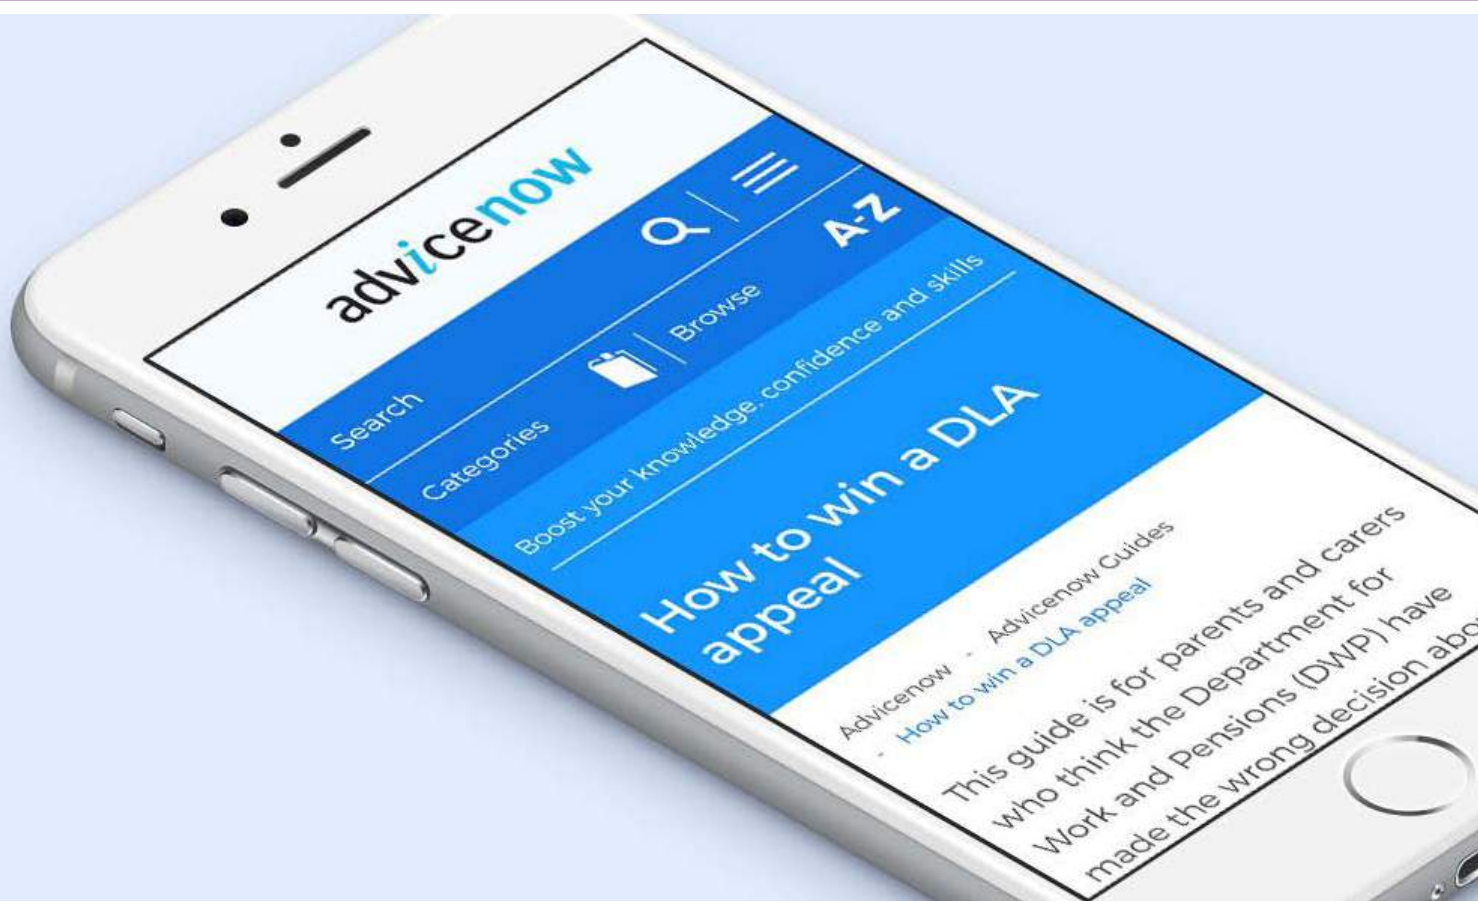 advicenow
Search
Categories
Browse
A-Z
Boost your knowledge, confidence and skills
How to win a DLA
appeal
Advicenow - Advicenow Guides
- How to win a DLA appeal
This guide is for parents and carers
who think the Department for
Work and Pensions (DWP) have
made the wrong decision abo